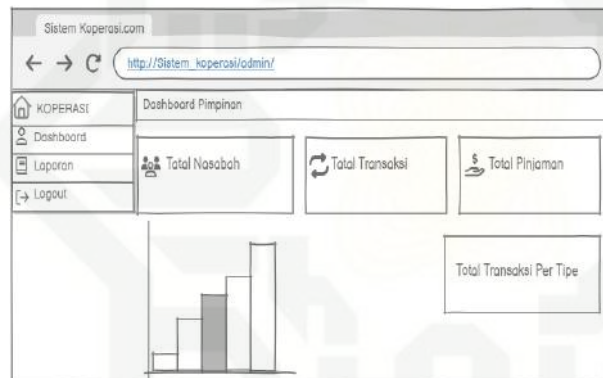 Sistem Koperasi.com
http://Sistem_koperasi/admin/
KOPERASI
Dashboard Pimpinan
Dashboard
Laporan
Logout
Total Nasabah
Total Transaksi
Total Pinjaman
Total Transaksi Per Tipe